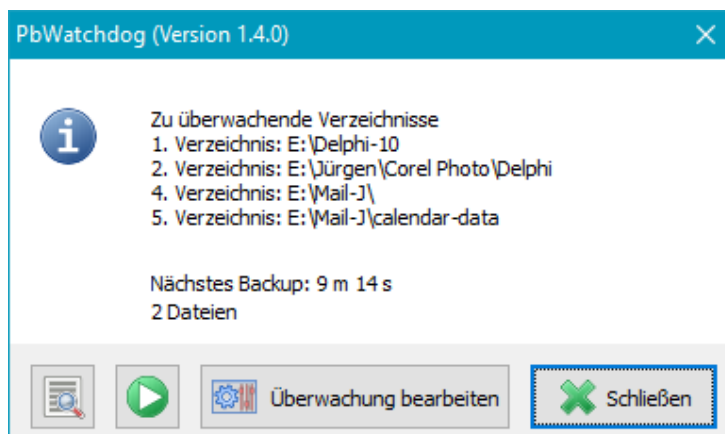 PbWatchdog (Version 1.4.0)
Zu überwachende Verzeichnisse
1. Verzeichnis: E:\Delphi-10
2. Verzeichnis: E:\Jürgen\Corel Photo\Delphi
4. Verzeichnis: E:\Mail-J\
5. Verzeichnis: E:\Mail-J\calendar-data
Nächstes Backup: 9 m 14 s
2 Dateien
Überwachung bearbeiten
Schließen